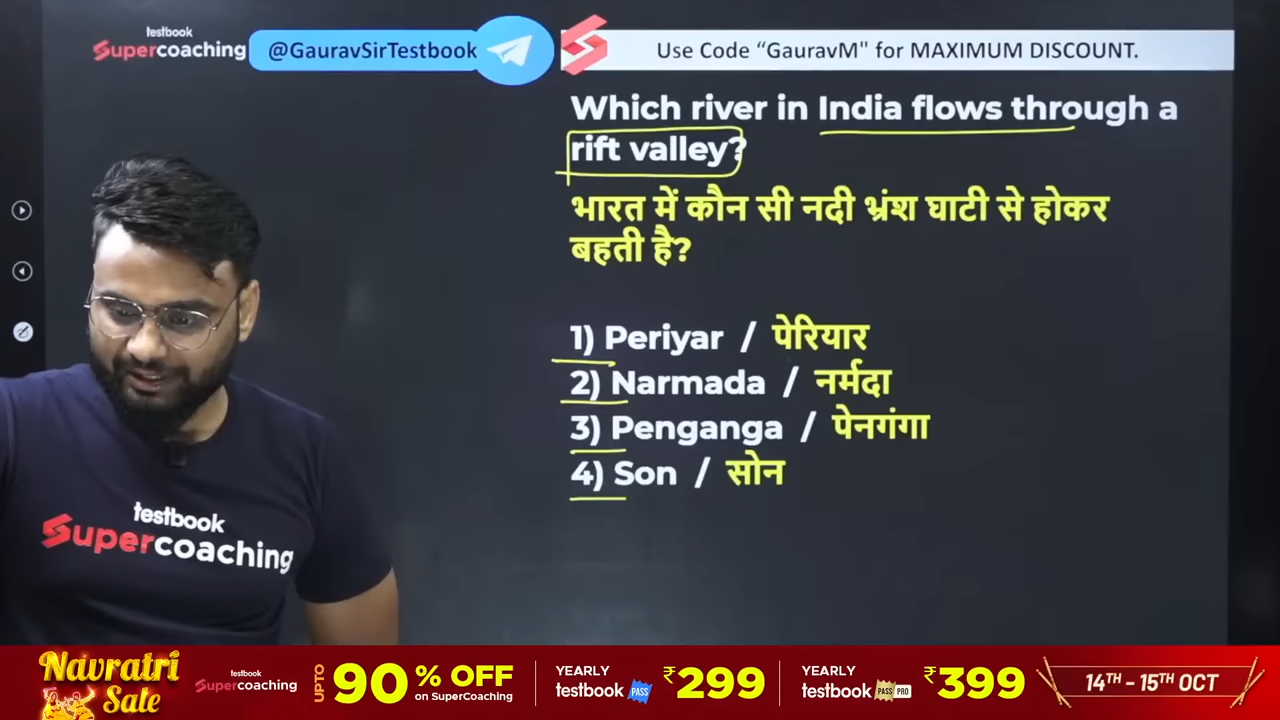 testbook
Supercoaching
@GauravSirTestbook
Use Code “GauravM" for MAXIMUM DISCOUNT.
Which river in India flows through a
rift valley?
भारत में कौन सी नदी भ्रंश घाटी से होकर
बहती है?
1) Periyar / पेरियार
2) Narmada / नर्मदा
3) Penganga / पेनगंगा
4) Son / सोन
testbook
Supercoaching
Navratri
Sale
testbook
Supercoaching
UPTO
90% OFF
on SuperCoaching
YEARLY
testbook PASS
₹299
YEARLY
testbook PASS PRO
₹399
14TH - 15TH OCT